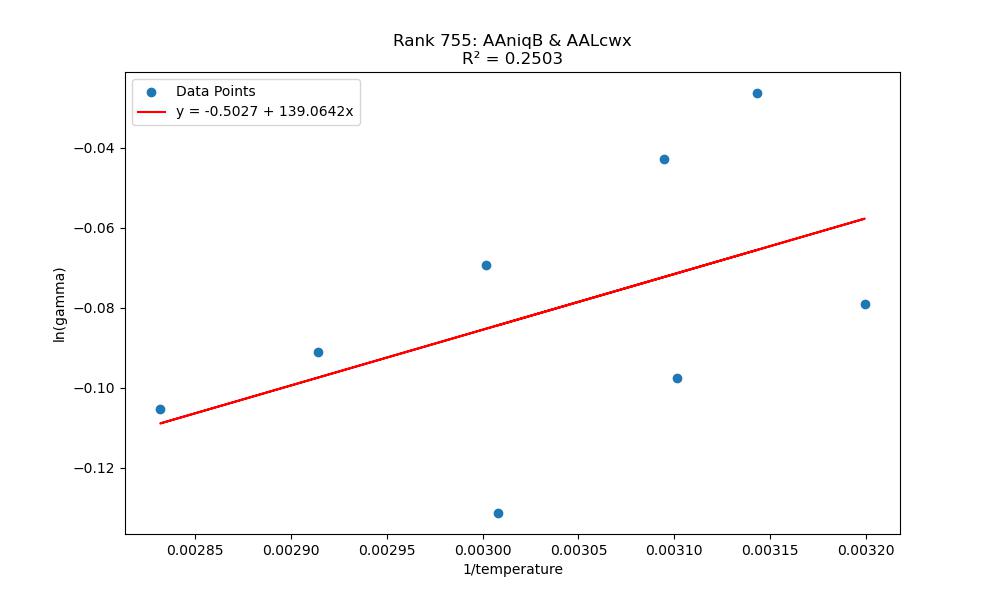 Rank 755: AAniqB & AALcwx
R² = 0.2503
Data Points
y = -0.5027 + 139.0642x
ln(gamma)
−0.04
−0.06
−0.08
−0.10
−0.12
0.00285 0.00290 0.00295 0.00300 0.00305 0.00310 0.00315 0.00320
1/temperature